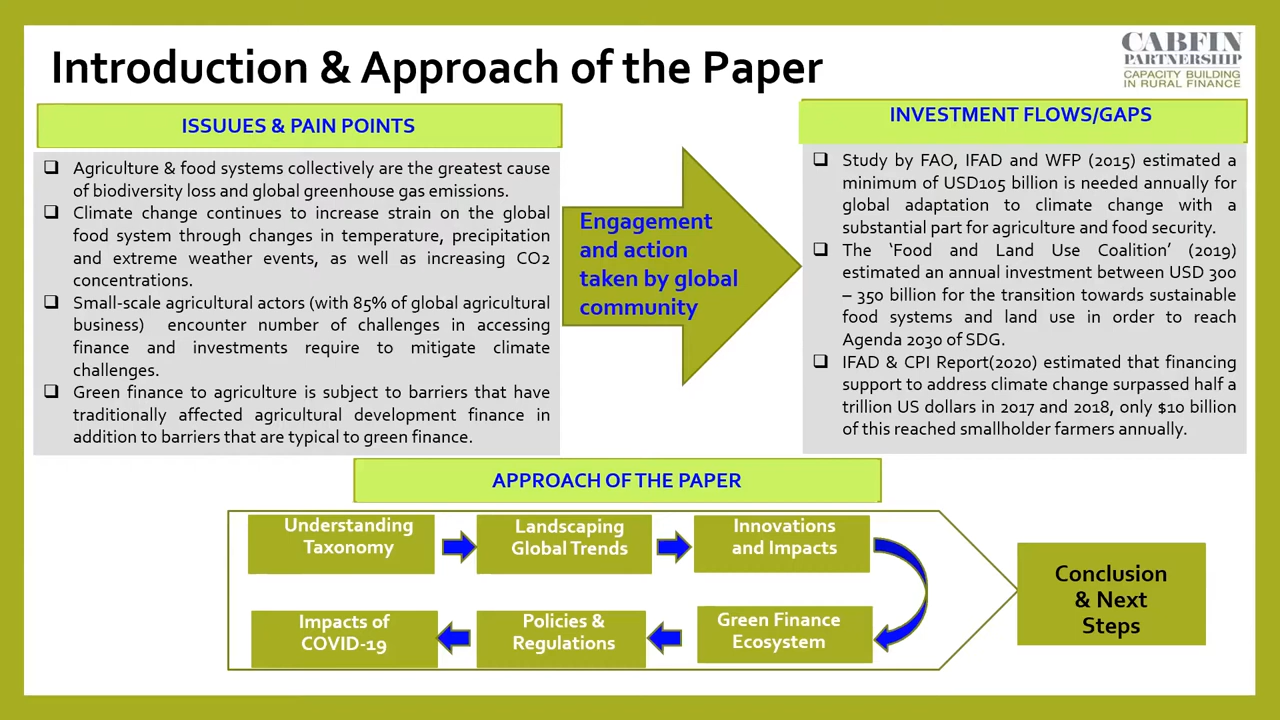 Introduction & Approach of the Paper
CABFIN
PARTNERSHIP
CAPACITY BUILDING
IN RURAL FINANCE
ISSUUES & PAIN POINTS
Agriculture & food systems collectively are the greatest cause
of biodiversity loss and global greenhouse gas emissions.
Climate change continues to increase strain on the global
food system through changes in temperature, precipitation
and extreme weather events, as well as increasing CO2
concentrations.
Small-scale agricultural actors (with 85% of global agricultural
business) encounter number of challenges in accessing
finance and investments require to mitigate climate
challenges.
Green finance to agriculture is subject to barriers that have
traditionally affected agricultural development finance in
addition to barriers that are typical to green finance.
Engagement
and action
taken by global
community
INVESTMENT FLOWS/GAPS
Study by FAO, IFAD and WFP (2015) estimated a
minimum of USD105 billion is needed annually for
global adaptation to climate change with a
substantial part for agriculture and food security.
The ‘Food and Land Use Coalition’ (2019)
estimated an annual investment between USD 300
– 350 billion for the transition towards sustainable
food systems and land use in order to reach
Agenda 2030 of SDG.
IFAD & CPI Report(2020) estimated that financing
support to address climate change surpassed half a
trillion US dollars in 2017 and 2018, only $10 billion
of this reached smallholder farmers annually.
APPROACH OF THE PAPER
Understanding
Taxonomy
Landscaping
Global Trends
Innovations
and Impacts
Green Finance
Ecosystem
Policies &
Regulations
Impacts of
COVID-19
Conclusion
& Next
Steps